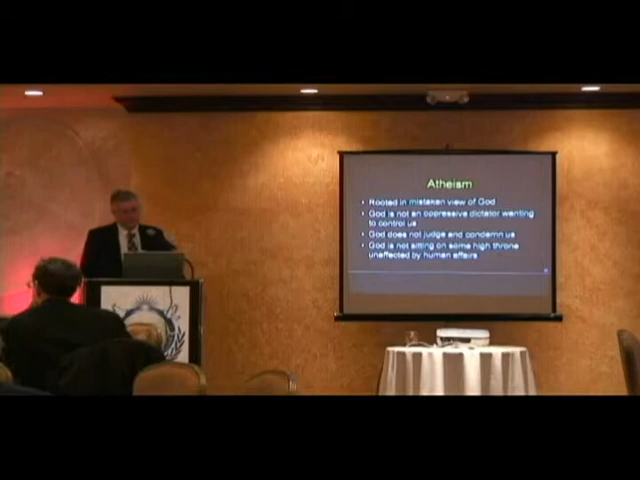 Atheism
• Rooted in mistaken view of God
• God is not an oppressive dictator wanting
to control us
• God does not judge and condemn us
• God is not sitting on some high throne
unaffected by human affairs